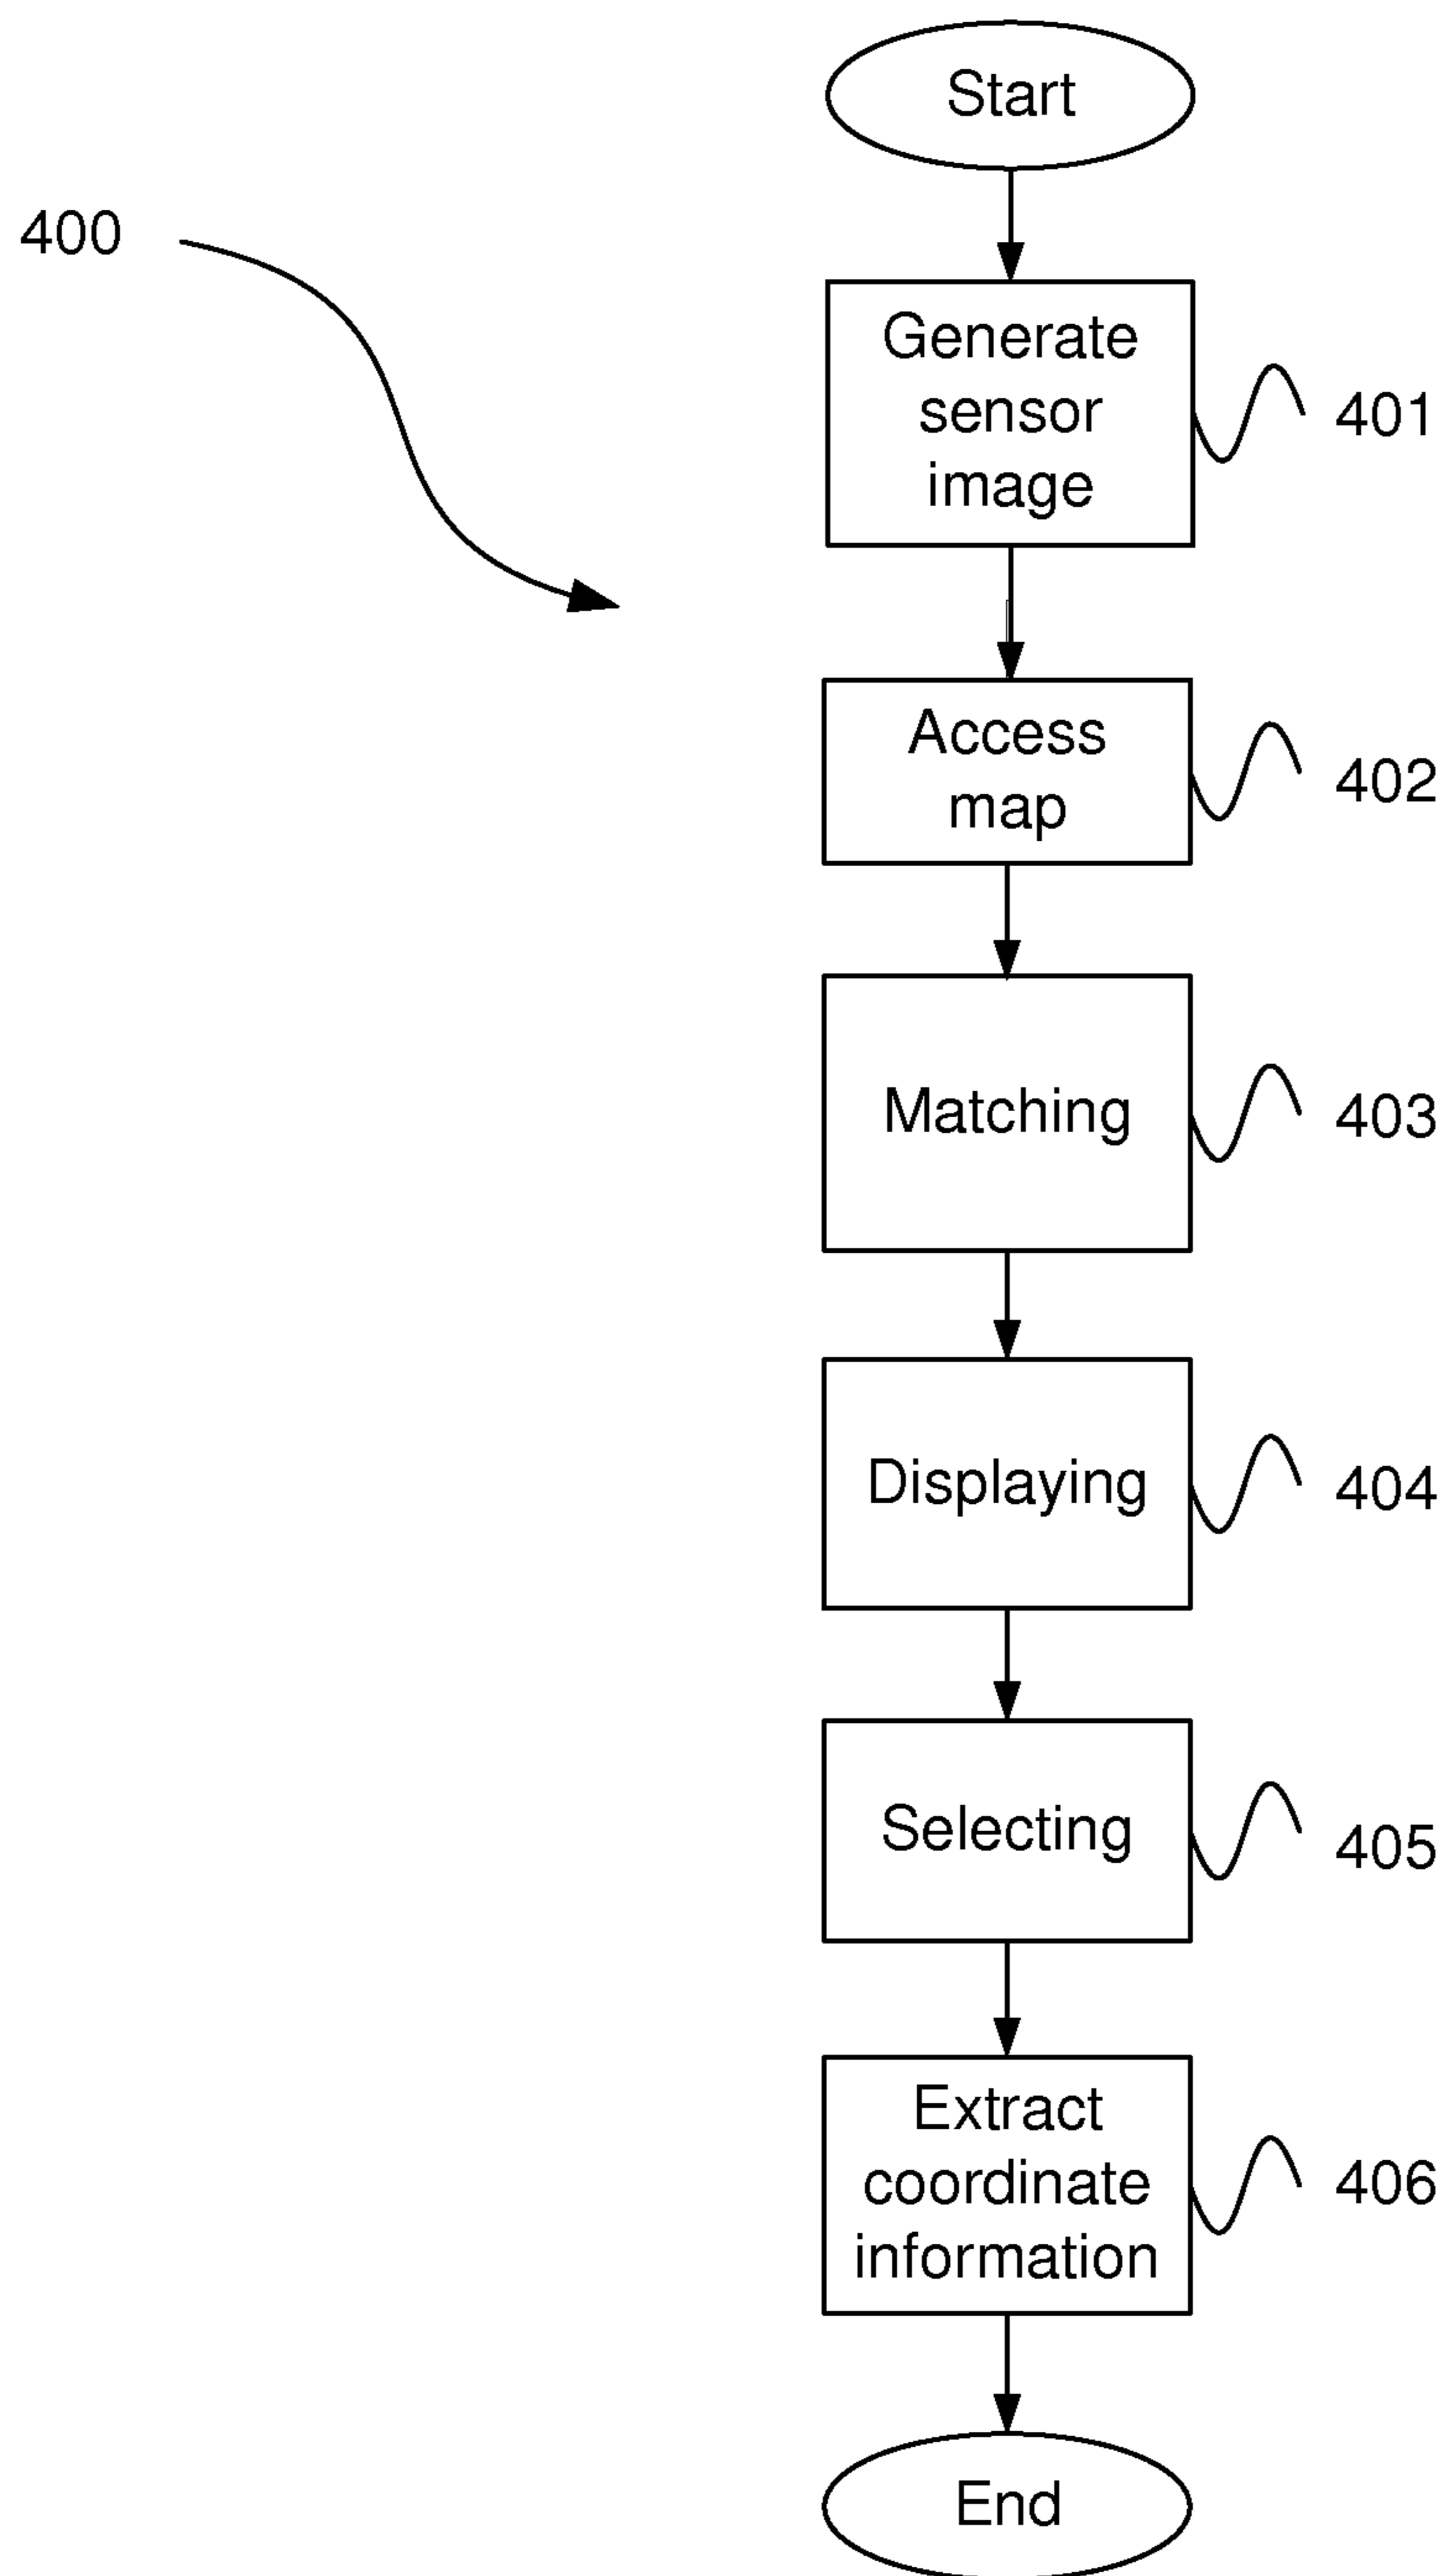 Start
400
Generate
sensor
image
401
Access
map
402
Matching
403
Displaying
404
Selecting
405
Extract
coordinate
information
406
End